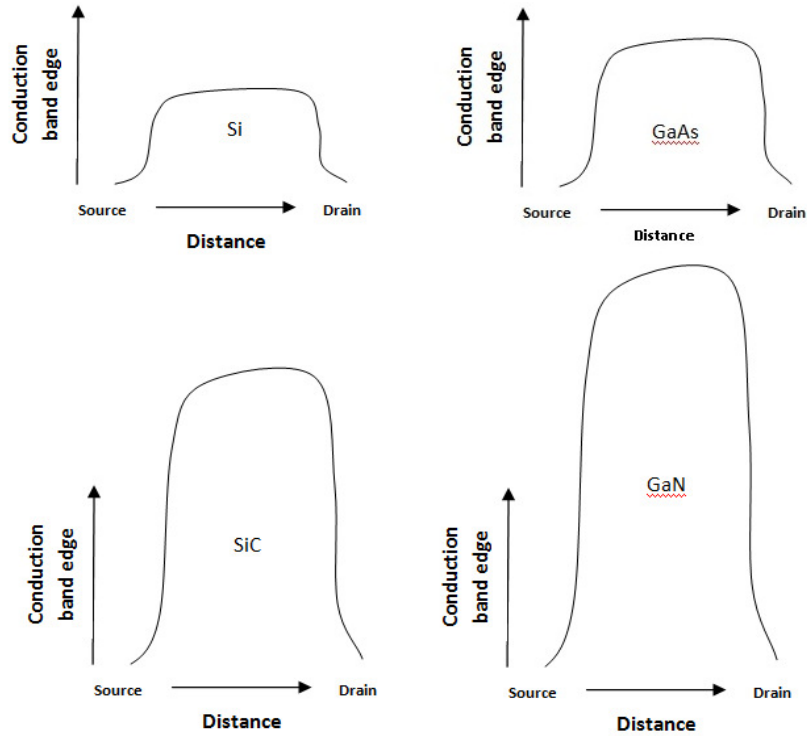 Conduction
band edge
Si
Source
Drain
Distance
Conduction
band edge
GaAs
Source
Drain
Distance
Conduction
band edge
SiC
Source
Drain
Distance
Conduction
band edge
GaN
Source
Drain
Distance